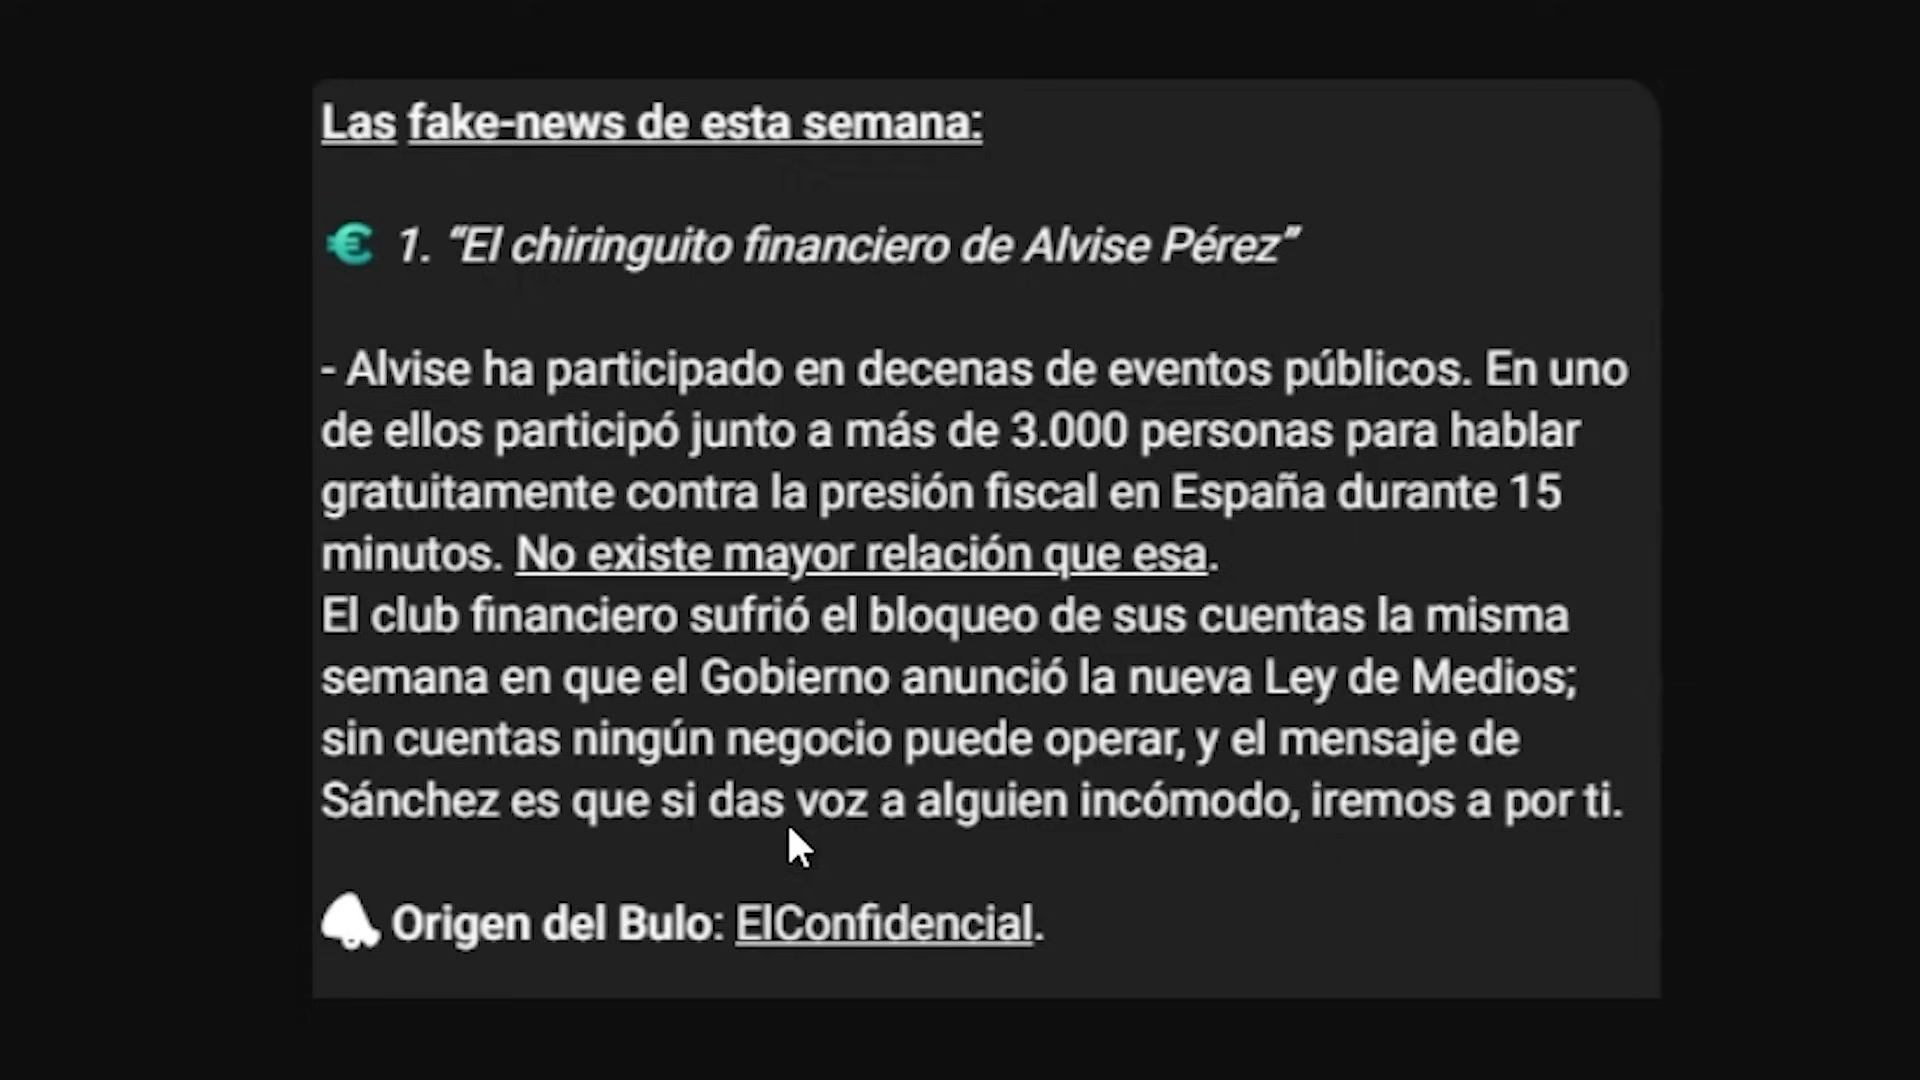 Las fake-news de esta semana:
1. “El chiringuito financiero de Alvise Pérez”
- Alvise ha participado en decenas de eventos públicos. En uno
de ellos participó junto a más de 3.000 personas para hablar
gratuitamente contra la presión fiscal en España durante 15
minutos. No existe mayor relación que esa.
El club financiero sufrió el bloqueo de sus cuentas la misma
semana en que el Gobierno anunció la nueva Ley de Medios;
sin cuentas ningún negocio puede operar, y el mensaje de
Sánchez es que si das voz a alguien incómodo, iremos a por ti.
Origen del Bulo: ElConfidencial.